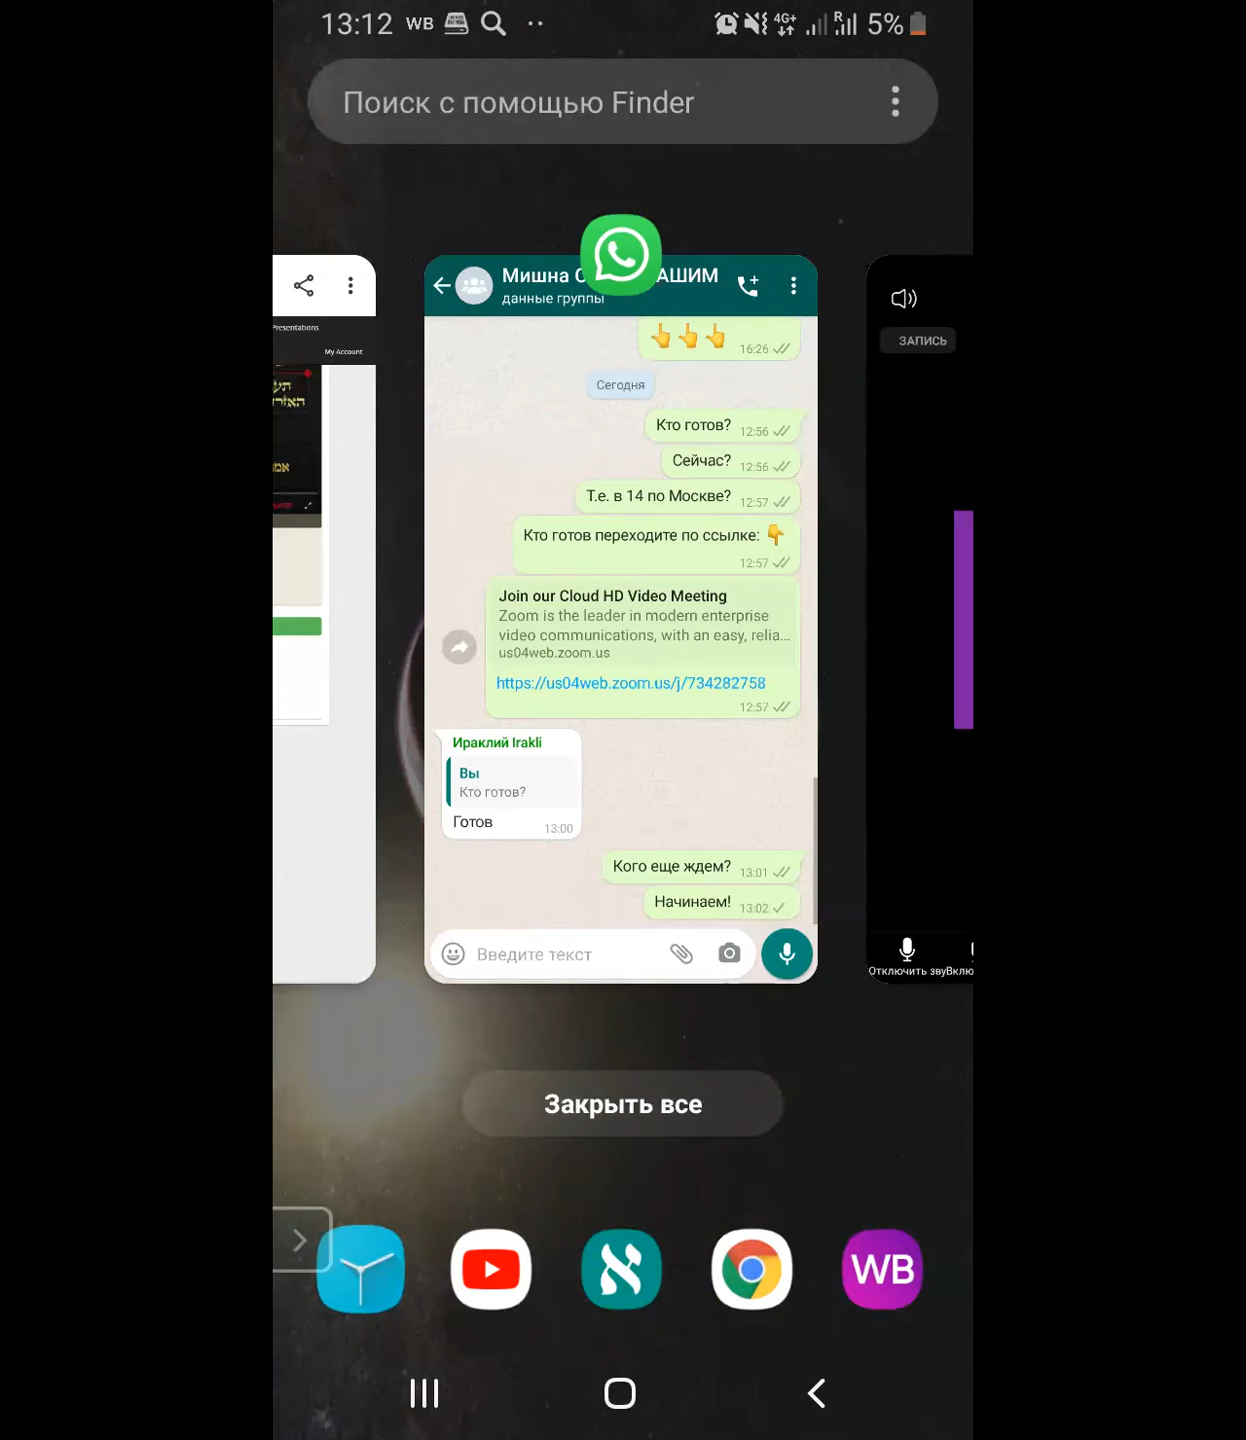 13:12 WB 4G+ R 5%
Поиск с помощью Finder
Presentations
My Account
Мишна С АШИМ
данные группы
16:26
Сегодня
Кто готов? 12:56
Сейчас? 12:56
Т.е. в 14 по Москве? 12:57
Кто готов переходите по ссылке:
12:57
Join our Cloud HD Video Meeting
Zoom is the leader in modern enterprise
video communications, with an easy, relia...
us04web.zoom.us
https://us04web.zoom.us/j/734282758
12:57
Ираклий Irakli
Вы
Кто готов?
Готов 13:00
Кого еще ждем? 13:01
Начинаем! 13:02
Введите текст
ЗАПИСЬ
Отключить зву
Вклю
Закрыть все
א
WB